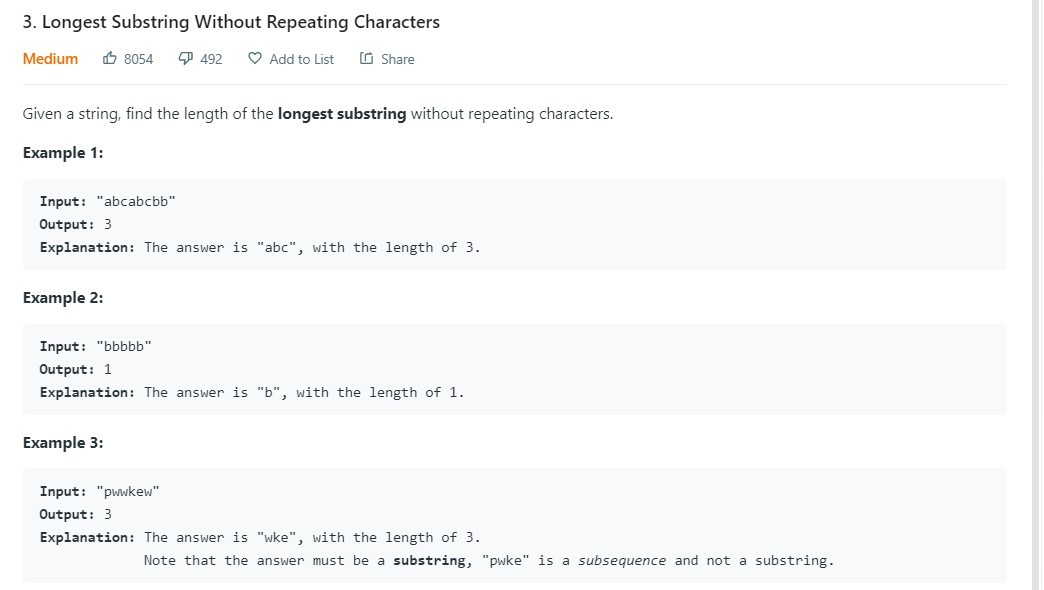 3. Longest Substring Without Repeating Characters
Medium 8054 492 Add to List Share
Given a string, find the length of the longest substring without repeating characters.
Example 1:
Input: "abcabcbb"
Output: 3
Explanation: The answer is "abc", with the length of 3.
Example 2:
Input: "bbbbb"
Output: 1
Explanation: The answer is "b", with the length of 1.
Example 3:
Input: "pwwkew"
Output: 3
Explanation: The answer is "wke", with the length of 3.
Note that the answer must be a substring, "pwke" is a subsequence and not a substring.